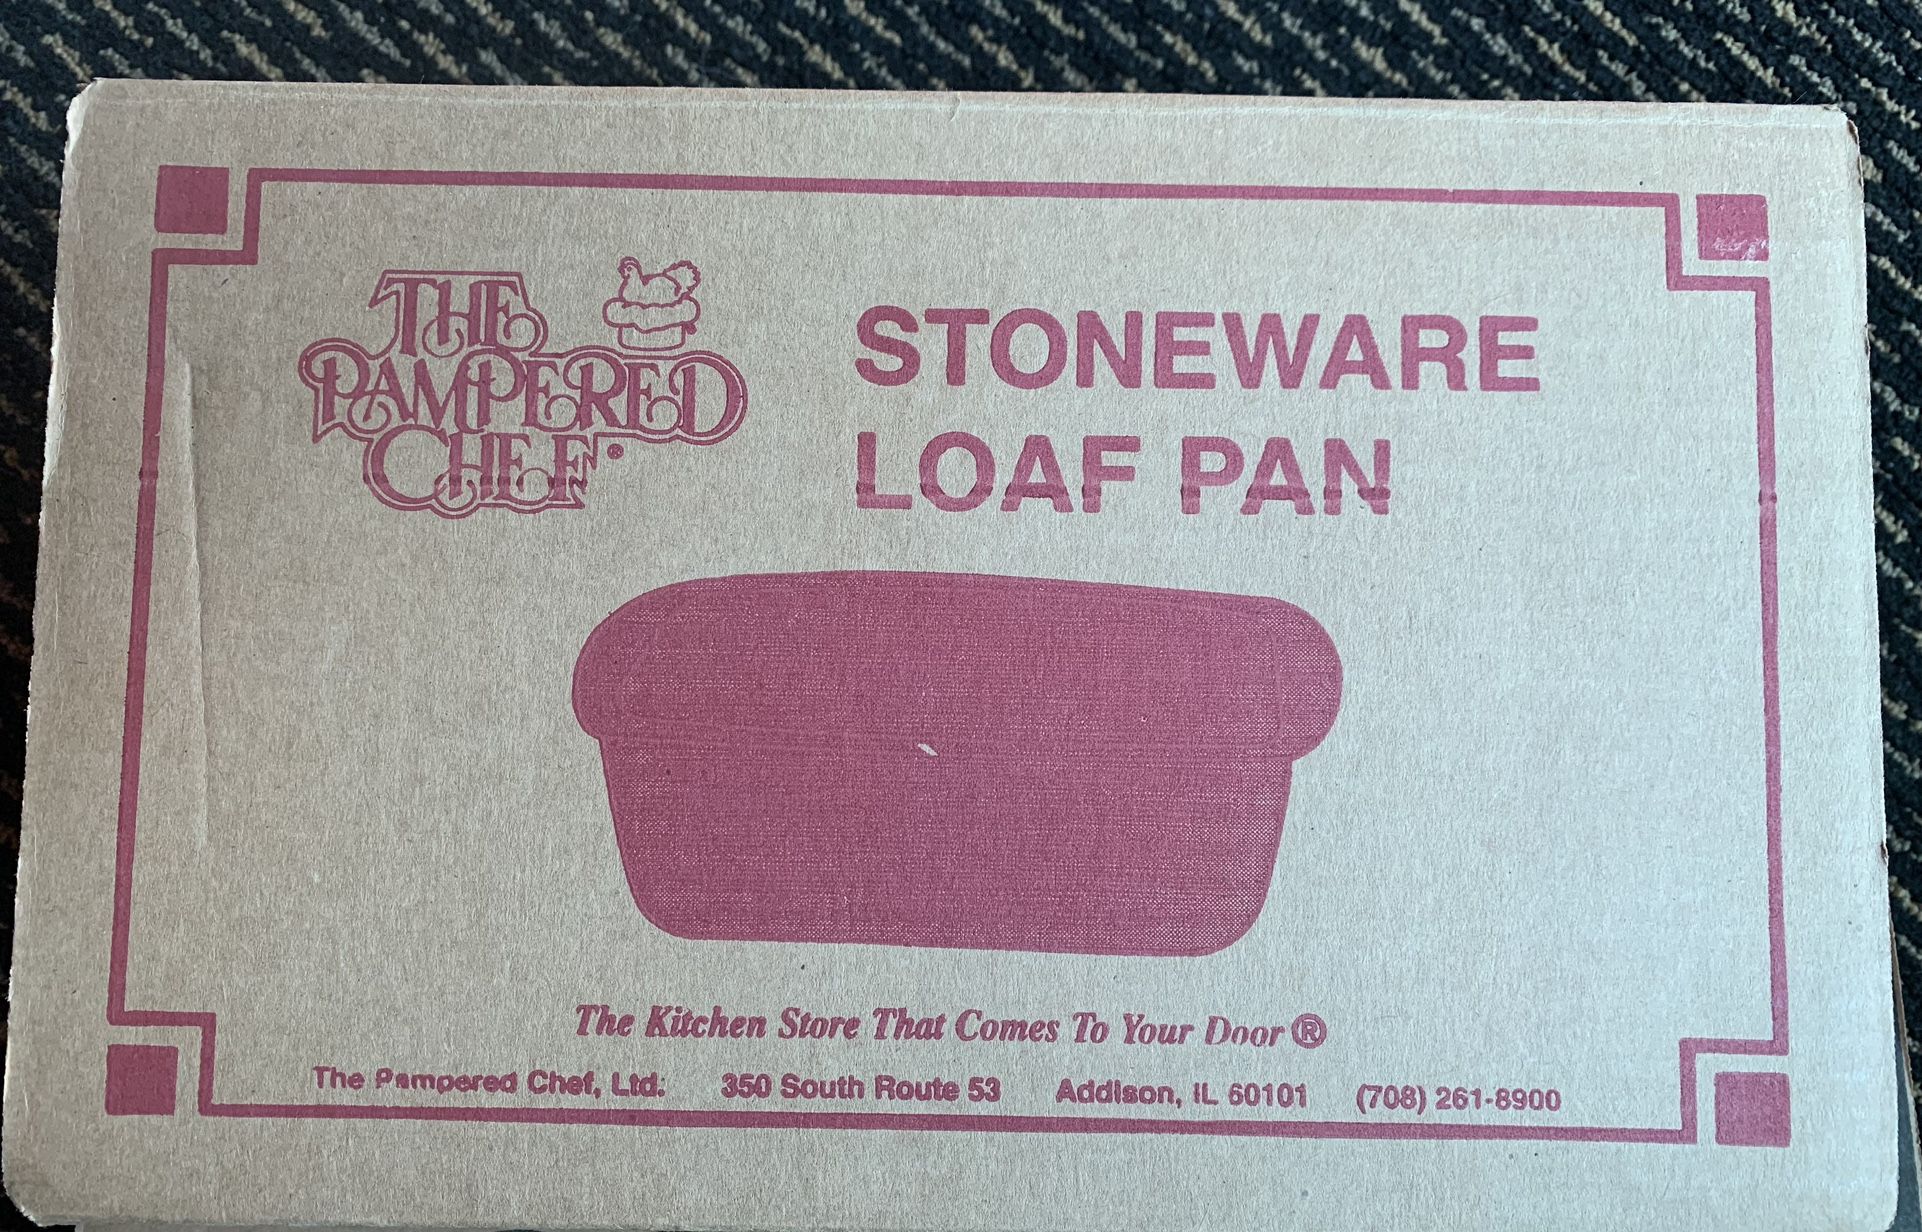 THE
PAMPERED
CHEF®
STONEWARE
LOAF PAN
The Kitchen Store That Comes To Your Door ®
The Pampered Chef, Ltd. 350 South Route 53 Addison, IL 60101 (708) 261-8900